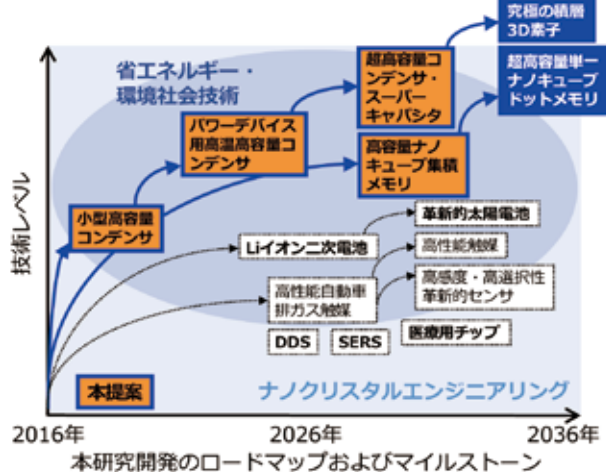 究極の積層
3D素子
超高容量コ
ンデンサ・
スーパー
キャパシタ
超高容量単一
ナノキューブ
ドットメモリ
省エネルギー・
環境社会技術
パワーデバイス
用高温高容量コ
ンデンサ
高容量ナノ
キューブ集積
メモリ
小型高容量
コンデンサ
革新的太陽電池
Liイオン二次電池
高性能触媒
高性能自動車
排ガス触媒
高感度・高選択性
革新的センサ
DDS
SERS
医療用チップ
本提案
ナノクリスタルエンジニアリング
技術レベル
2016年
2026年
2036年
本研究開発のロードマップおよびマイルストーン